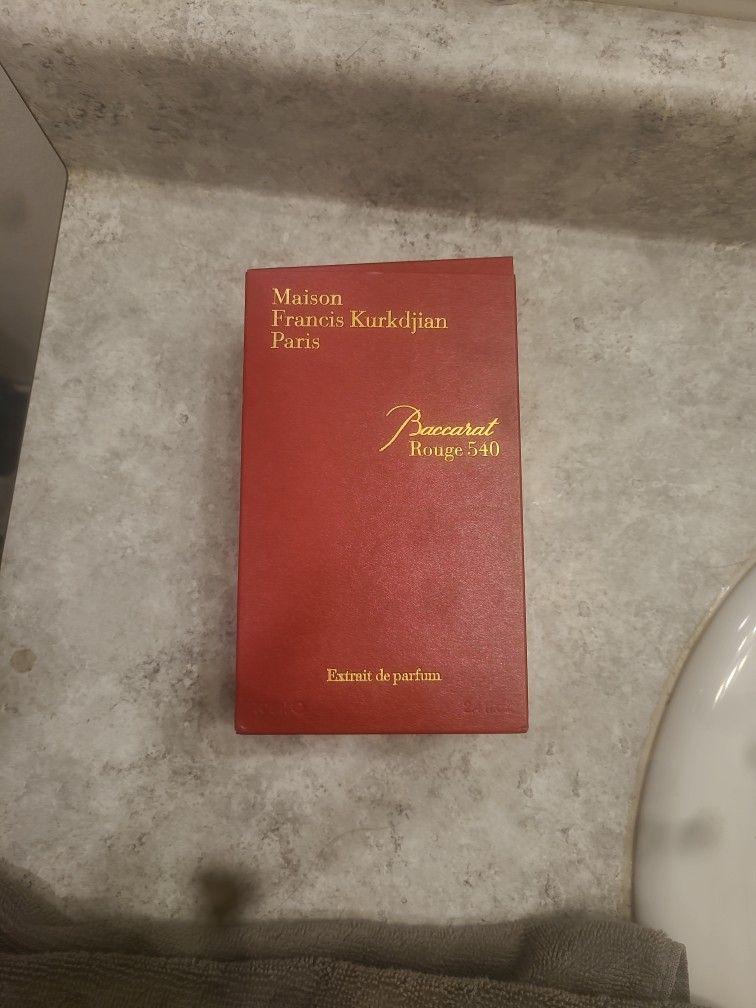 Maison
Francis Kurkdjian
Paris
Baccarat
Rouge 540
Extrait de parfum